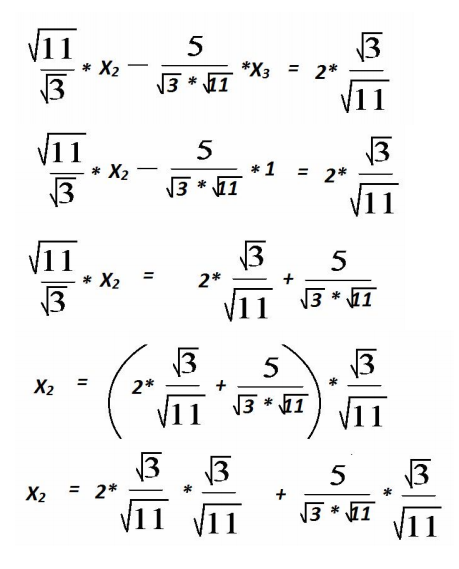 √11/√3 * X₂ — 5/(√3 * √11) *X₃ = 2* √3/√11
√11/√3 * X₂ — 5/(√3 * √11) * 1 = 2* √3/√11
√11/√3 * X₂ = 2* √3/√11 + 5/(√3 * √11)
X₂ = (2* √3/√11 + 5/(√3 * √11)) * √3/√11
X₂ = 2* √3/√11 * √3/√11 + 5/(√3 * √11) * √3/√11